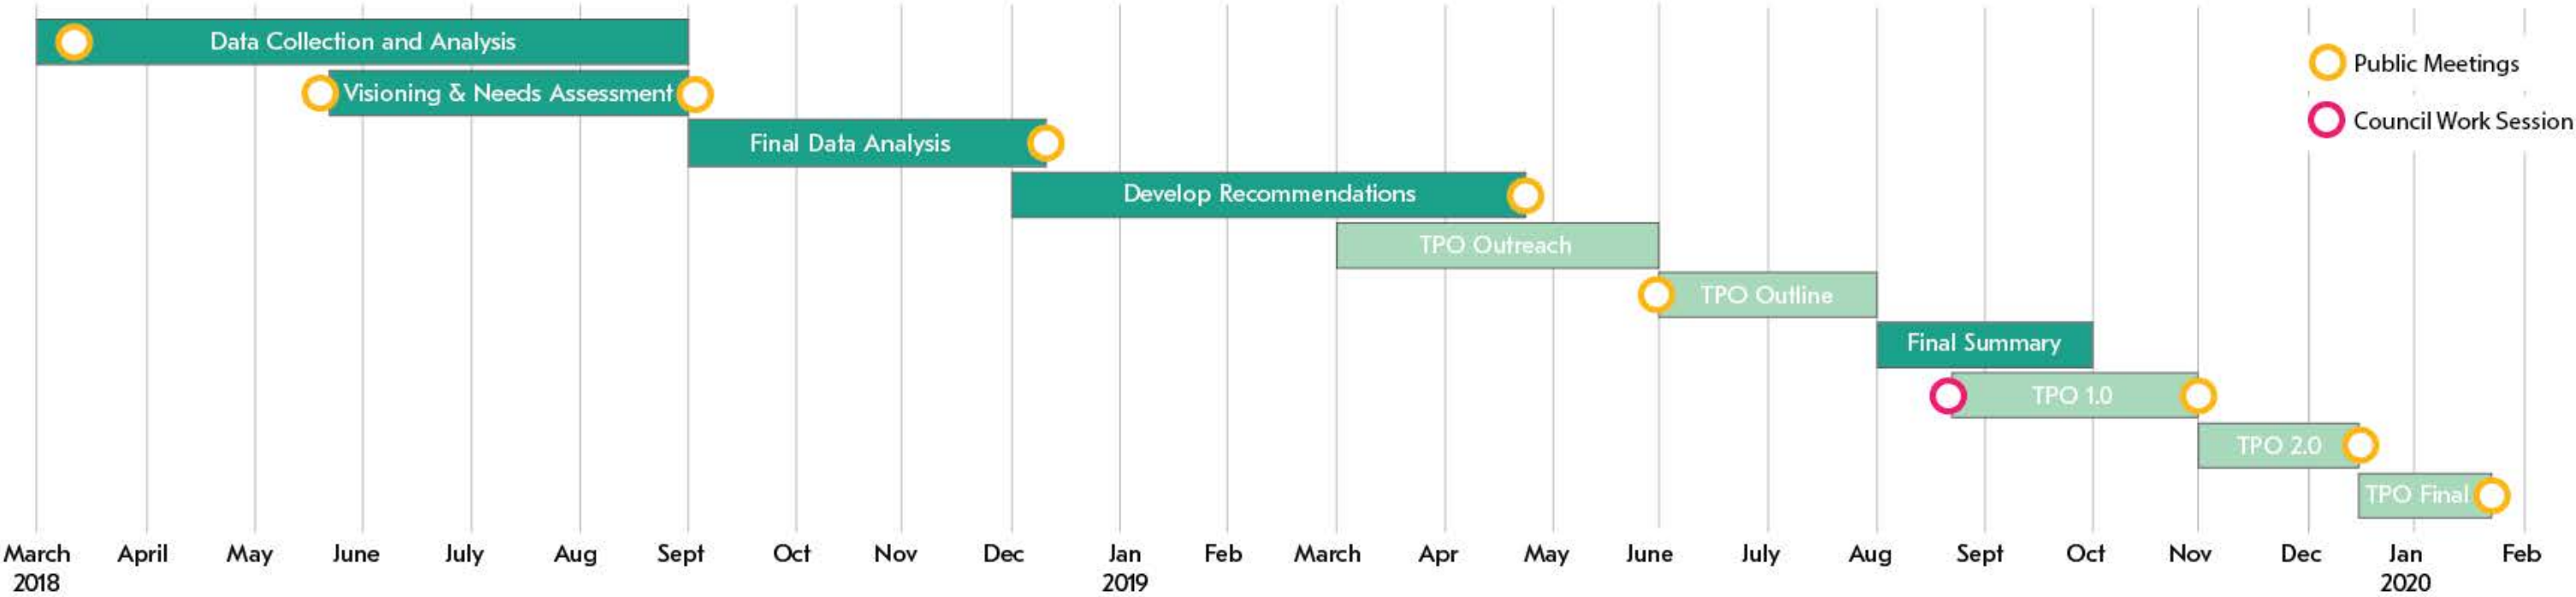 Data Collection and Analysis
Public Meetings
Visioning & Needs Assessment
Council Work Session
Final Data Analysis
Develop Recommendations
TPO Outreach
TPO Outline
Final Summary
TPO 1.0
TPO 2.0
TPO Final
March April May June July Aug Sept Oct Nov Dec Jan Feb March Apr May June July Aug Sept Oct Nov Dec Jan Feb
2018 2019 2020